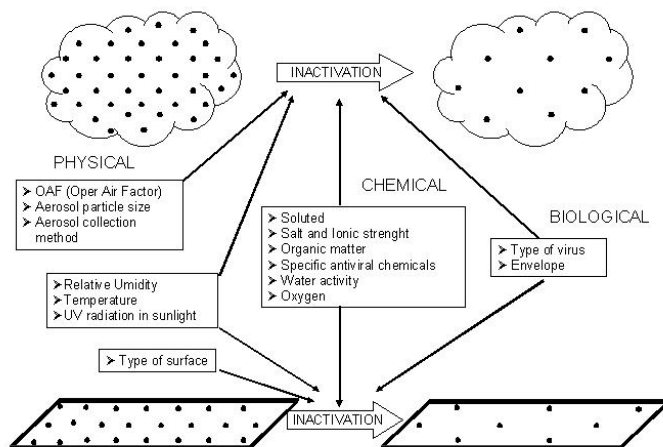 INACTIVATION
PHYSICAL
➢ OAF (Oper Air Factor)
➢ Aerosol particle size
➢ Aerosol collection
method
CHEMICAL
➢ Soluted
➢ Salt and Ionic strenght
➢ Organic matter
➢ Specific antiviral chemicals
➢ Water activity
➢ Oxygen
BIOLOGICAL
➢ Type of virus
➢ Envelope
➢ Relative Umidity
➢ Temperature
➢ UV radiation in sunlight
➢ Type of surface
INACTIVATION